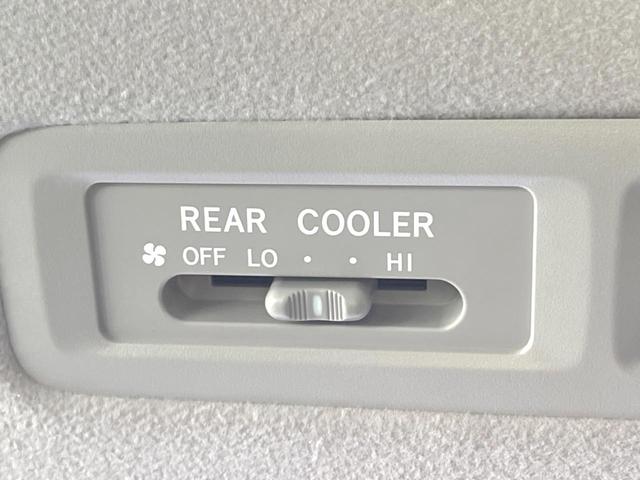 REAR COOLER
OFF LO · · HI